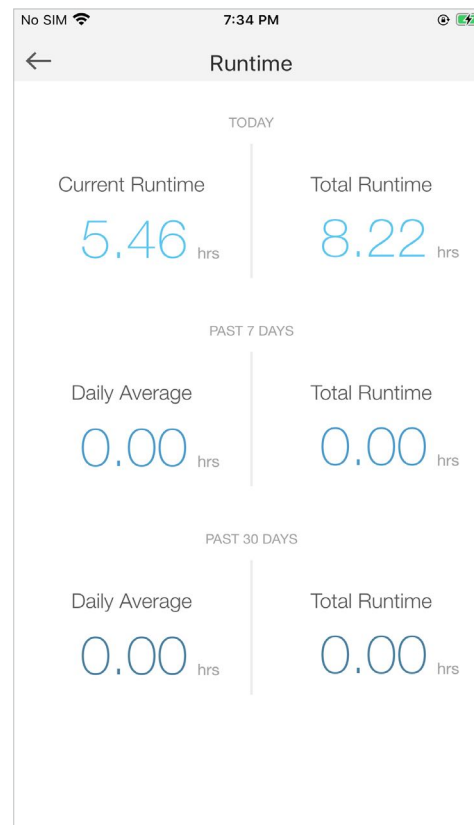 No SIM 7:34 PM
Runtime
TODAY
Current Runtime Total Runtime
5.46 hrs 8.22 hrs
PAST 7 DAYS
Daily Average Total Runtime
0.00 hrs 0.00 hrs
PAST 30 DAYS
Daily Average Total Runtime
0.00 hrs 0.00 hrs